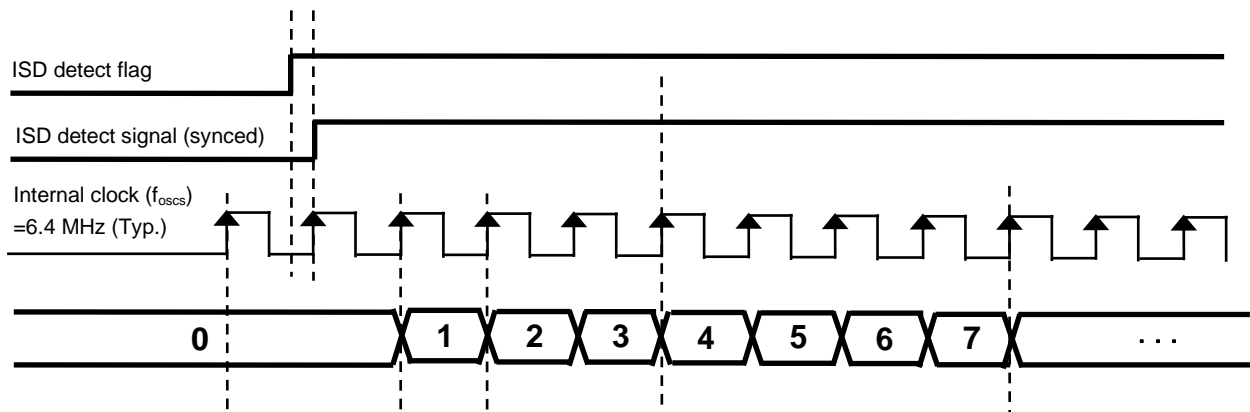 ISD detect flag
ISD detect signal (synced)
Internal clock (foscs)
=6.4 MHz (Typ.)
0 1 2 3 4 5 6 7 . . .